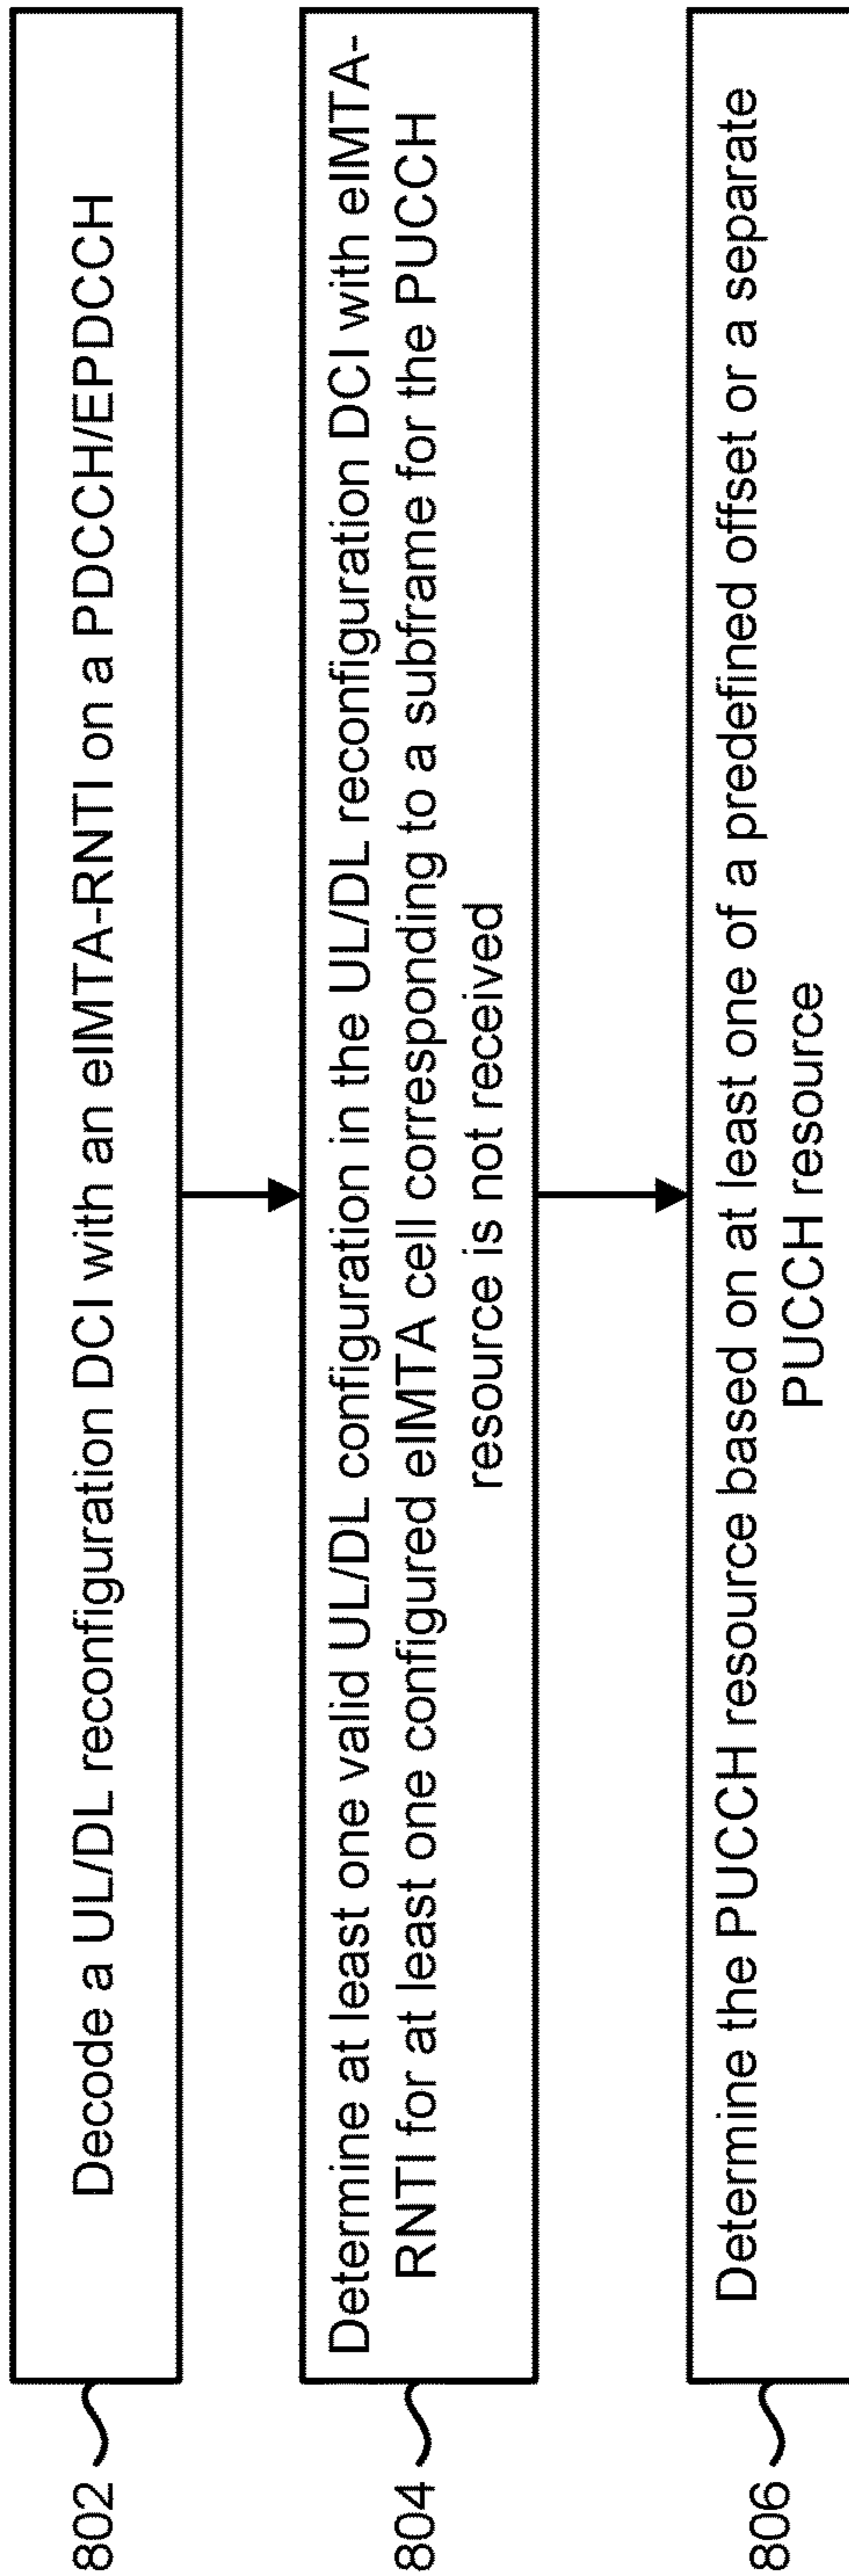 802
Decode a UL/DL reconfiguration DCI with an eIMTA-RNTI on a PDCCH/EPDCCH
804
Determine at least one valid UL/DL configuration in the UL/DL reconfiguration DCI with eIMTA-
RNTI for at least one configured eIMTA cell corresponding to a subframe for the PUCCH
resource is not received
806
Determine the PUCCH resource based on at least one of a predefined offset or a separate
PUCCH resource